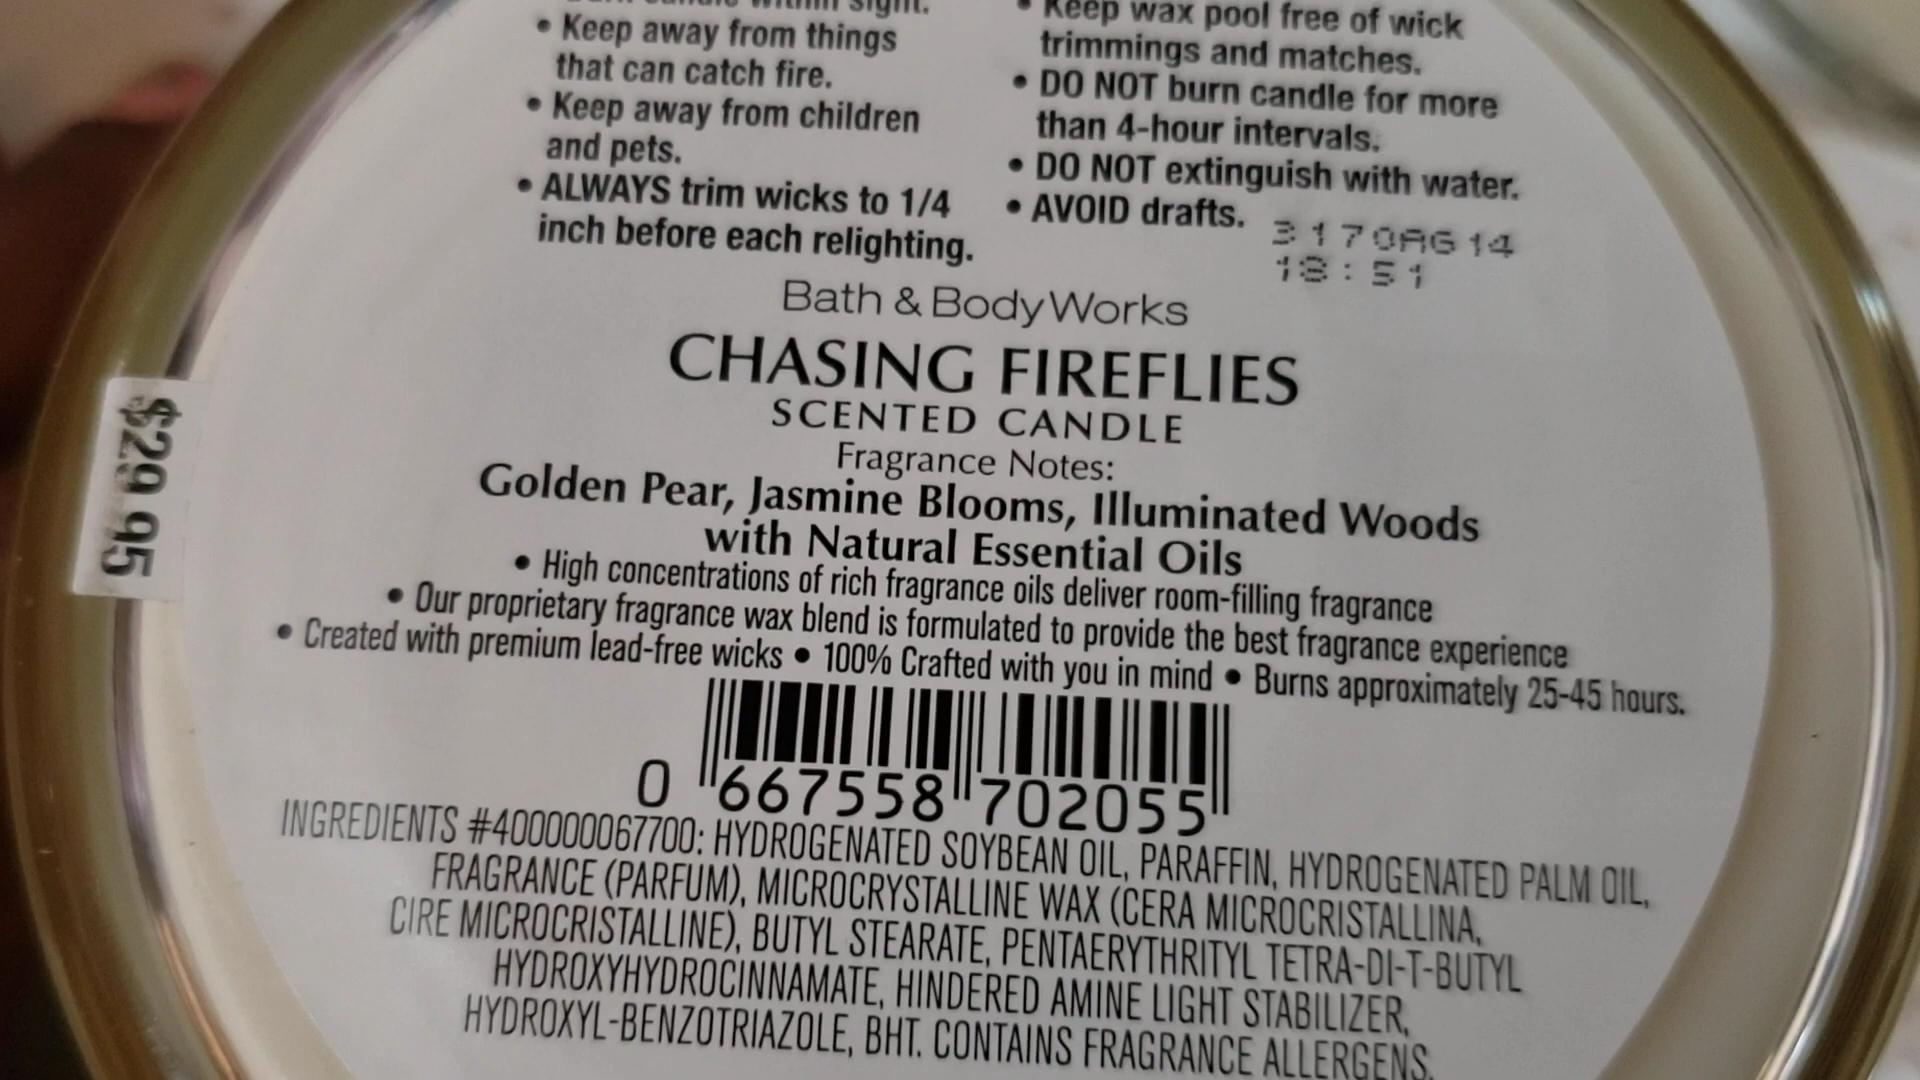 • Keep away from things
that can catch fire.
• Keep away from children
and pets.
• ALWAYS trim wicks to 1/4
inch before each relighting.
• Keep wax pool free of wick
trimmings and matches.
• DO NOT burn candle for more
than 4-hour intervals.
• DO NOT extinguish with water.
• AVOID drafts.
3170AG14
18:51
Bath & Body Works
CHASING FIREFLIES
SCENTED CANDLE
Fragrance Notes:
Golden Pear, Jasmine Blooms, Illuminated Woods
with Natural Essential Oils
• High concentrations of rich fragrance oils deliver room-filling fragrance
• Our proprietary fragrance wax blend is formulated to provide the best fragrance experience
• Created with premium lead-free wicks • 100% Crafted with you in mind • Burns approximately 25-45 hours.
$29.95
0 667558 702055
INGREDIENTS #400000067700: HYDROGENATED SOYBEAN OIL, PARAFFIN, HYDROGENATED PALM OIL,
FRAGRANCE (PARFUM), MICROCRYSTALLINE WAX (CERA MICROCRISTALLINA,
CIRE MICROCRISTALLINE), BUTYL STEARATE, PENTAERYTHRITYL TETRA-DI-T-BUTYL
HYDROXYHYDROCINNAMATE, HINDERED AMINE LIGHT STABILIZER,
HYDROXYL-BENZOTRIAZOLE, BHT. CONTAINS FRAGRANCE ALLERGENS.